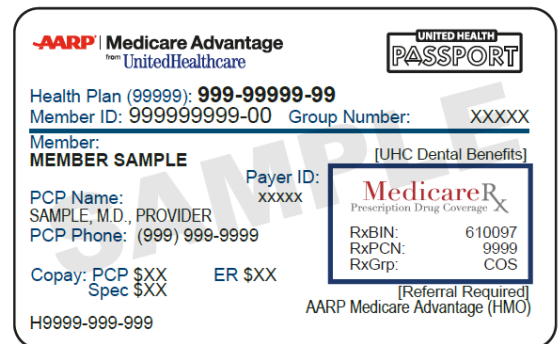 AARP | Medicare Advantage
from UnitedHealthcare
UNITED HEALTH
PASSPORT
Health Plan (99999): 999-99999-99
Member ID: 999999999-00 Group Number: XXXXX
Member:
MEMBER SAMPLE
[UHC Dental Benefits]
Payer ID:
XXXXX
PCP Name:
SAMPLE, M.D., PROVIDER
PCP Phone: (999) 999-9999
MedicareRx
Prescription Drug Coverage
RxBIN: 610097
RxPCN: 9999
RxGrp: COS
Copay: PCP $XX ER $XX
Spec $XX
[Referral Required]
AARP Medicare Advantage (HMO)
H9999-999-999
SAMPLE